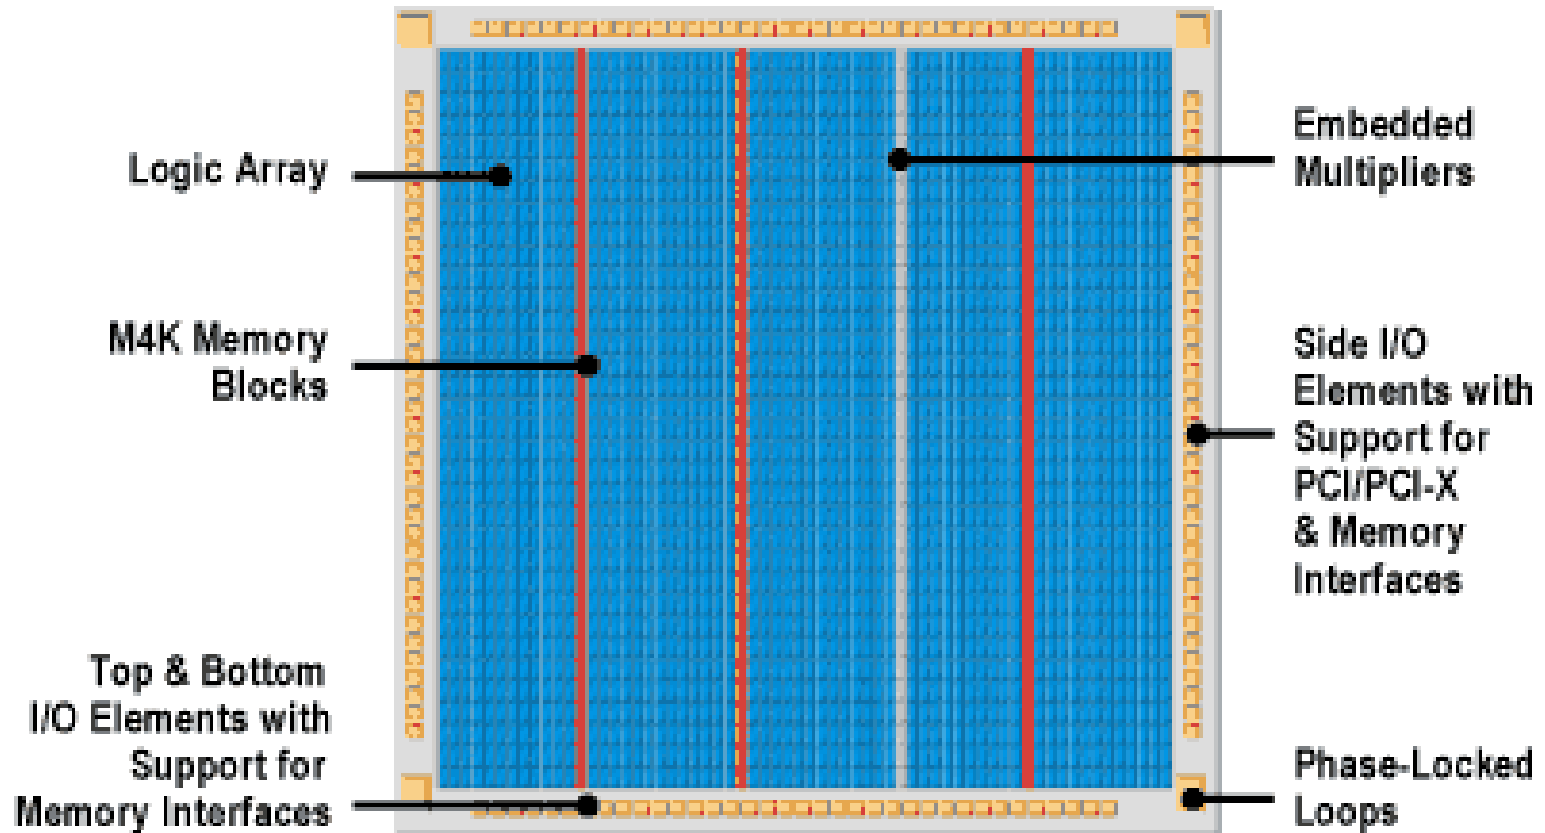 Logic Array
M4K Memory
Blocks
Top & Bottom
I/O Elements with
Support for
Memory Interfaces
Embedded
Multipliers
Side I/O
Elements with
Support for
PCI/PCI-X
& Memory
Interfaces
Phase-Locked
Loops